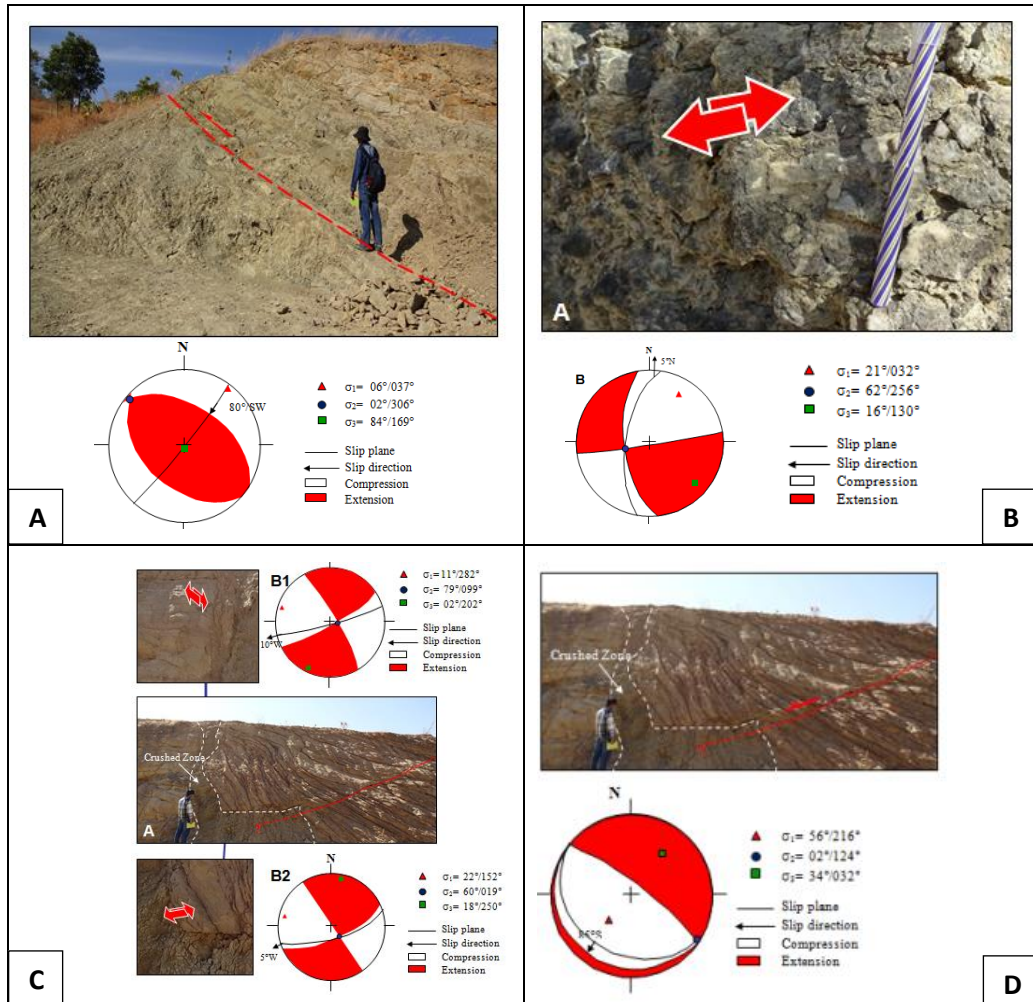 N
80°/SW
σ₁= 06°/037°
σ₂= 02°/306°
σ₃= 84°/169°
Slip plane
Slip direction
Compression
Extension
A
A
B
N
5°N
σ₁= 21°/032°
σ₂= 62°/256°
σ₃= 16°/130°
Slip plane
Slip direction
Compression
Extension
B
B1
N
10°W
σ₁= 11°/282°
σ₂= 79°/099°
σ₃= 02°/202°
Slip plane
Slip direction
Compression
Extension
Crushed Zone
A
B2
N
5°W
σ₁= 22°/152°
σ₂= 60°/019°
σ₃= 18°/250°
Slip plane
Slip direction
Compression
Extension
C
Crushed Zone
N
σ₁= 56°/216°
σ₂= 02°/124°
σ₃= 34°/032°
Slip plane
Slip direction
Compression
Extension
D